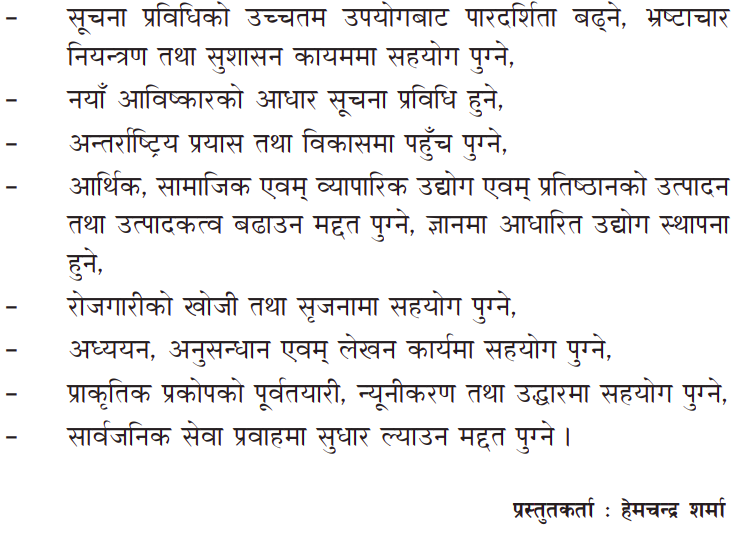 – सूचना प्रविधिको उच्चतम उपयोगबाट पारदर्शिता बढ्ने, भ्रष्टाचार
नियन्त्रण तथा सुशासन कायममा सहयोग पुग्ने,
– नयाँ आविष्कारको आधार सूचना प्रविधि हुने,
– अन्तर्राष्ट्रिय प्रयास तथा विकासमा पहुँच पुग्ने,
– आर्थिक, सामाजिक एवम् व्यापारिक उद्योग एवम् प्रतिष्ठानको उत्पादन
तथा उत्पादकत्व बढाउन मद्दत पुग्ने, ज्ञानमा आधारित उद्योग स्थापना
हुने,
– रोजगारीको खोजी तथा सृजनामा सहयोग पुग्ने,
– अध्ययन, अनुसन्धान एवम् लेखन कार्यमा सहयोग पुग्ने,
– प्राकृतिक प्रकोपको पूर्वतयारी, न्यूनीकरण तथा उद्धारमा सहयोग पुग्ने,
– सार्वजनिक सेवा प्रवाहमा सुधार ल्याउन मद्दत पुग्ने ।
प्रस्तुतकर्ता : हेमचन्द्र शर्मा